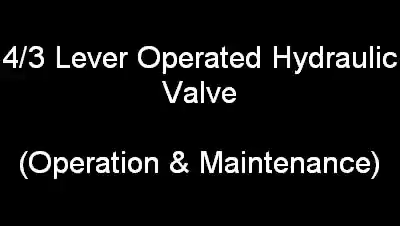 4/3 Lever Operated Hydraulic
Valve
(Operation & Maintenance)